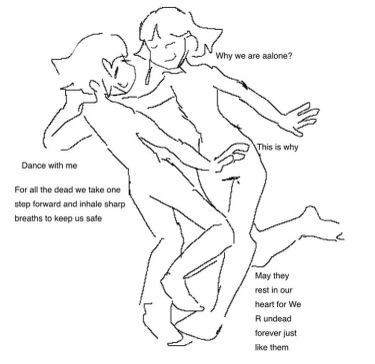 Why we are aalone?
This is why
Dance with me
For all the dead we take one
step forward and inhale sharp
breaths to keep us safe
May they
rest in our
heart for We
R undead
forever just
like them